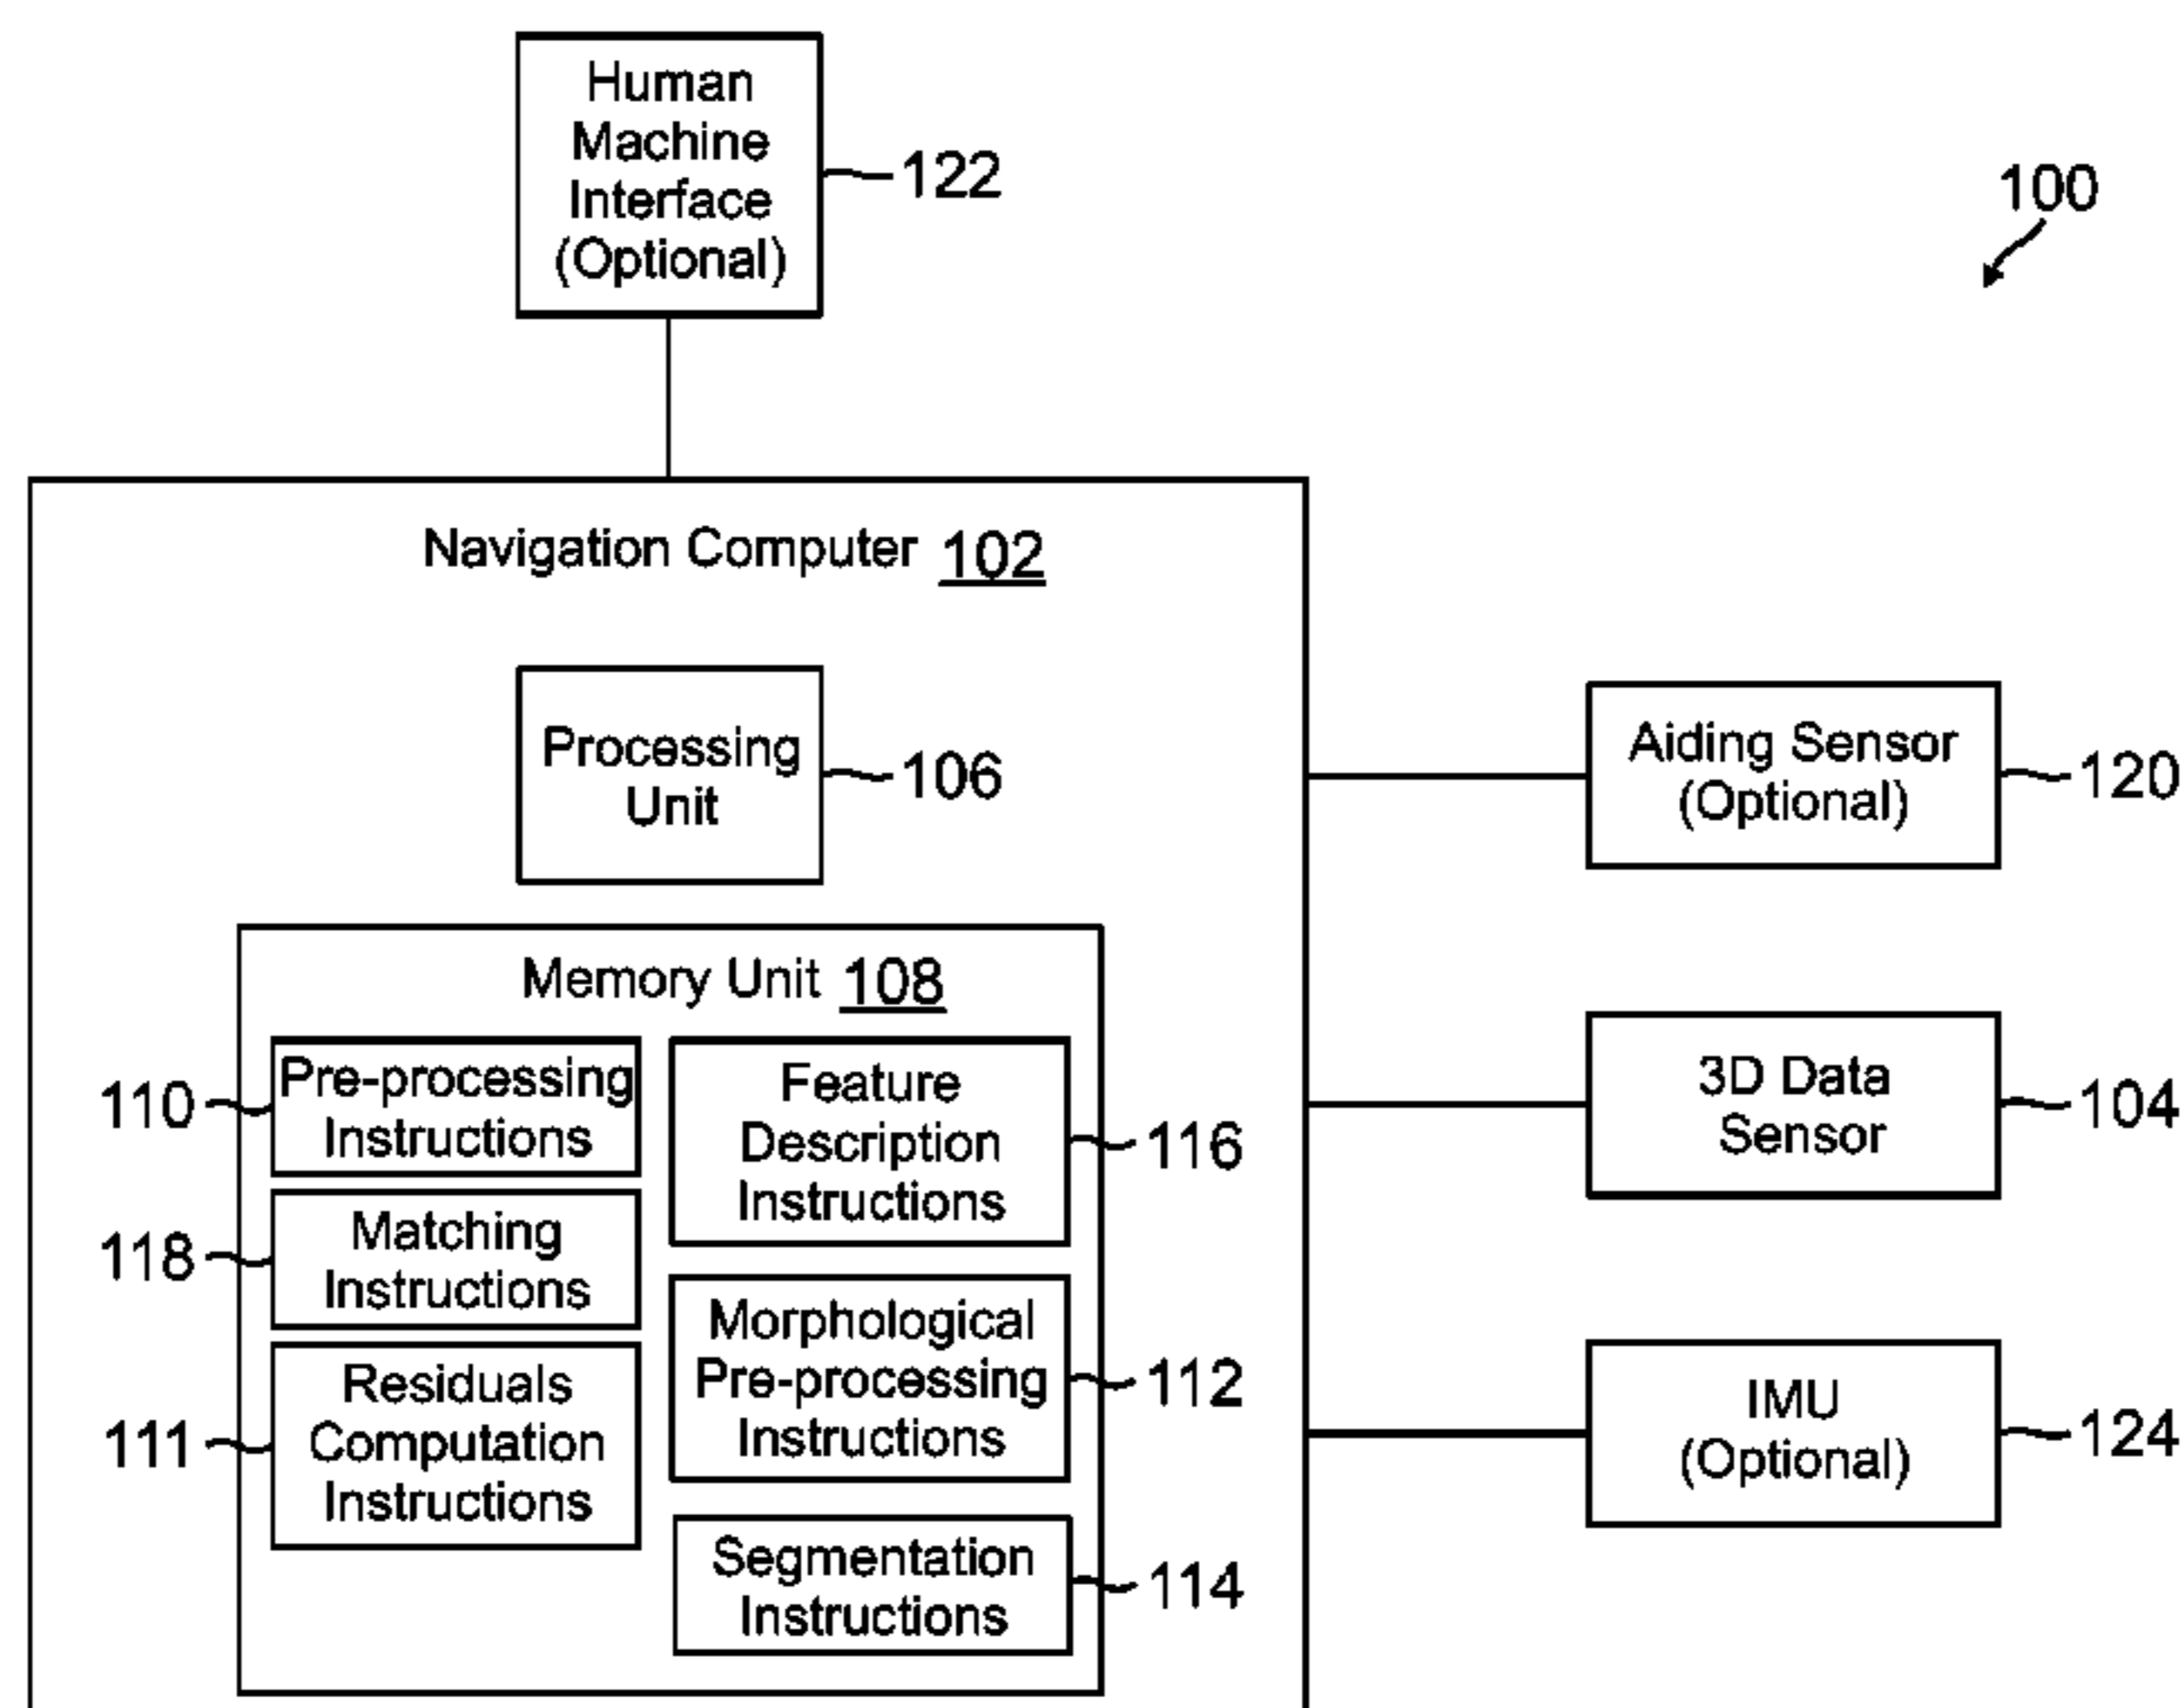 Human
Machine
Interface
(Optional)
122
100
Navigation Computer 102
Processing
Unit
106
Aiding Sensor
(Optional)
120
Memory Unit 108
110
Pre-processing
Instructions
Feature
Description
Instructions
116
3D Data
Sensor
104
118
Matching
Instructions
Morphological
Pre-processing
Instructions
112
111
Residuals
Computation
Instructions
IMU
(Optional)
124
Segmentation
Instructions
114